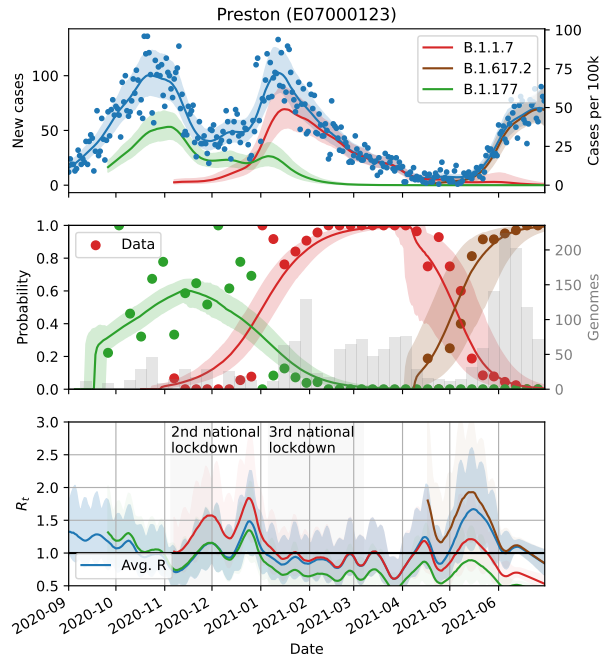 Preston (E07000123)
New cases
100
50
0
B.1.1.7
B.1.617.2
B.1.177
100
75
50
25
0
Cases per 100k
Probability
1.0
0.8
0.6
0.4
0.2
0.0
Data
200
150
100
50
0
Genomes
R_t
3.0
2.5
2.0
1.5
1.0
0.5
2nd national
lockdown
3rd national
lockdown
Avg. R
2020-09
2020-10
2020-11
2020-12
2021-01
2021-02
2021-03
2021-04
2021-05
2021-06
Date